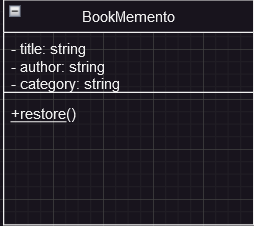 BookMemento
- title: string
- author: string
- category: string
+restore()